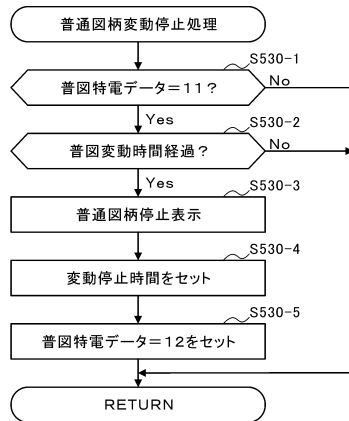 普通図柄変動停止処理
S530-1
普図特電データ=11?
No
Yes
S530-2
普図変動時間経過?
No
Yes
S530-3
普通図柄停止表示
S530-4
変動停止時間をセット
S530-5
普図特電データ=12をセット
RETURN